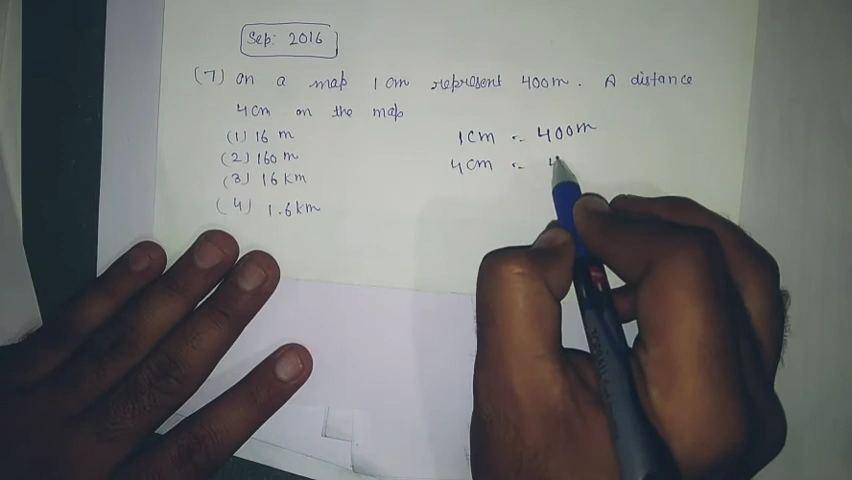 Sep: 2016
(7) on a map 1 cm represent 400m. A distance
4cm on the map
(1) 16 m
(2) 160 m
(3) 16 Km
(4) 1.6 km
1cm = 400m
4cm = 4